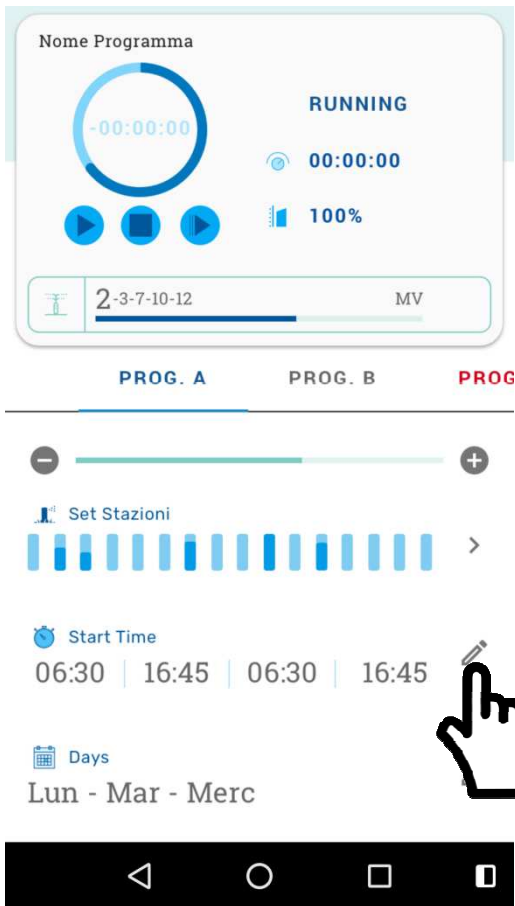 Nome Programma
-00:00:00
RUNNING
00:00:00
100%
2-3-7-10-12 MV
PROG. A PROG. B PROG
Set Stazioni
Start Time
06:30 16:45 06:30 16:45
Days
Lun - Mar - Merc